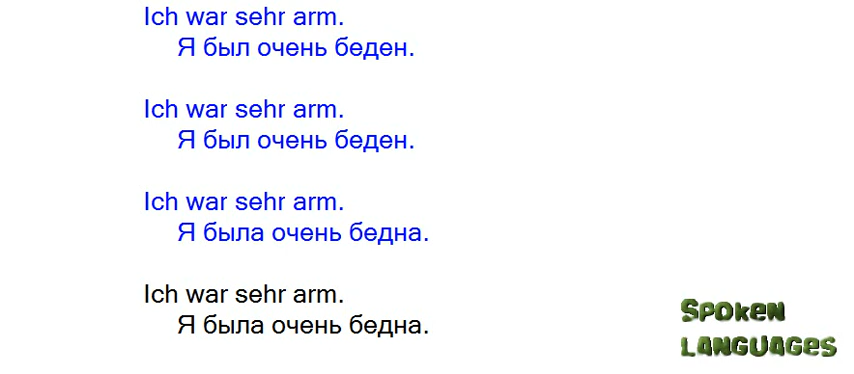 Ich war sehr arm.
Я был очень беден.
Ich war sehr arm.
Я был очень беден.
Ich war sehr arm.
Я была очень бедна.
Ich war sehr arm.
Я была очень бедна.
Spoken
Languages